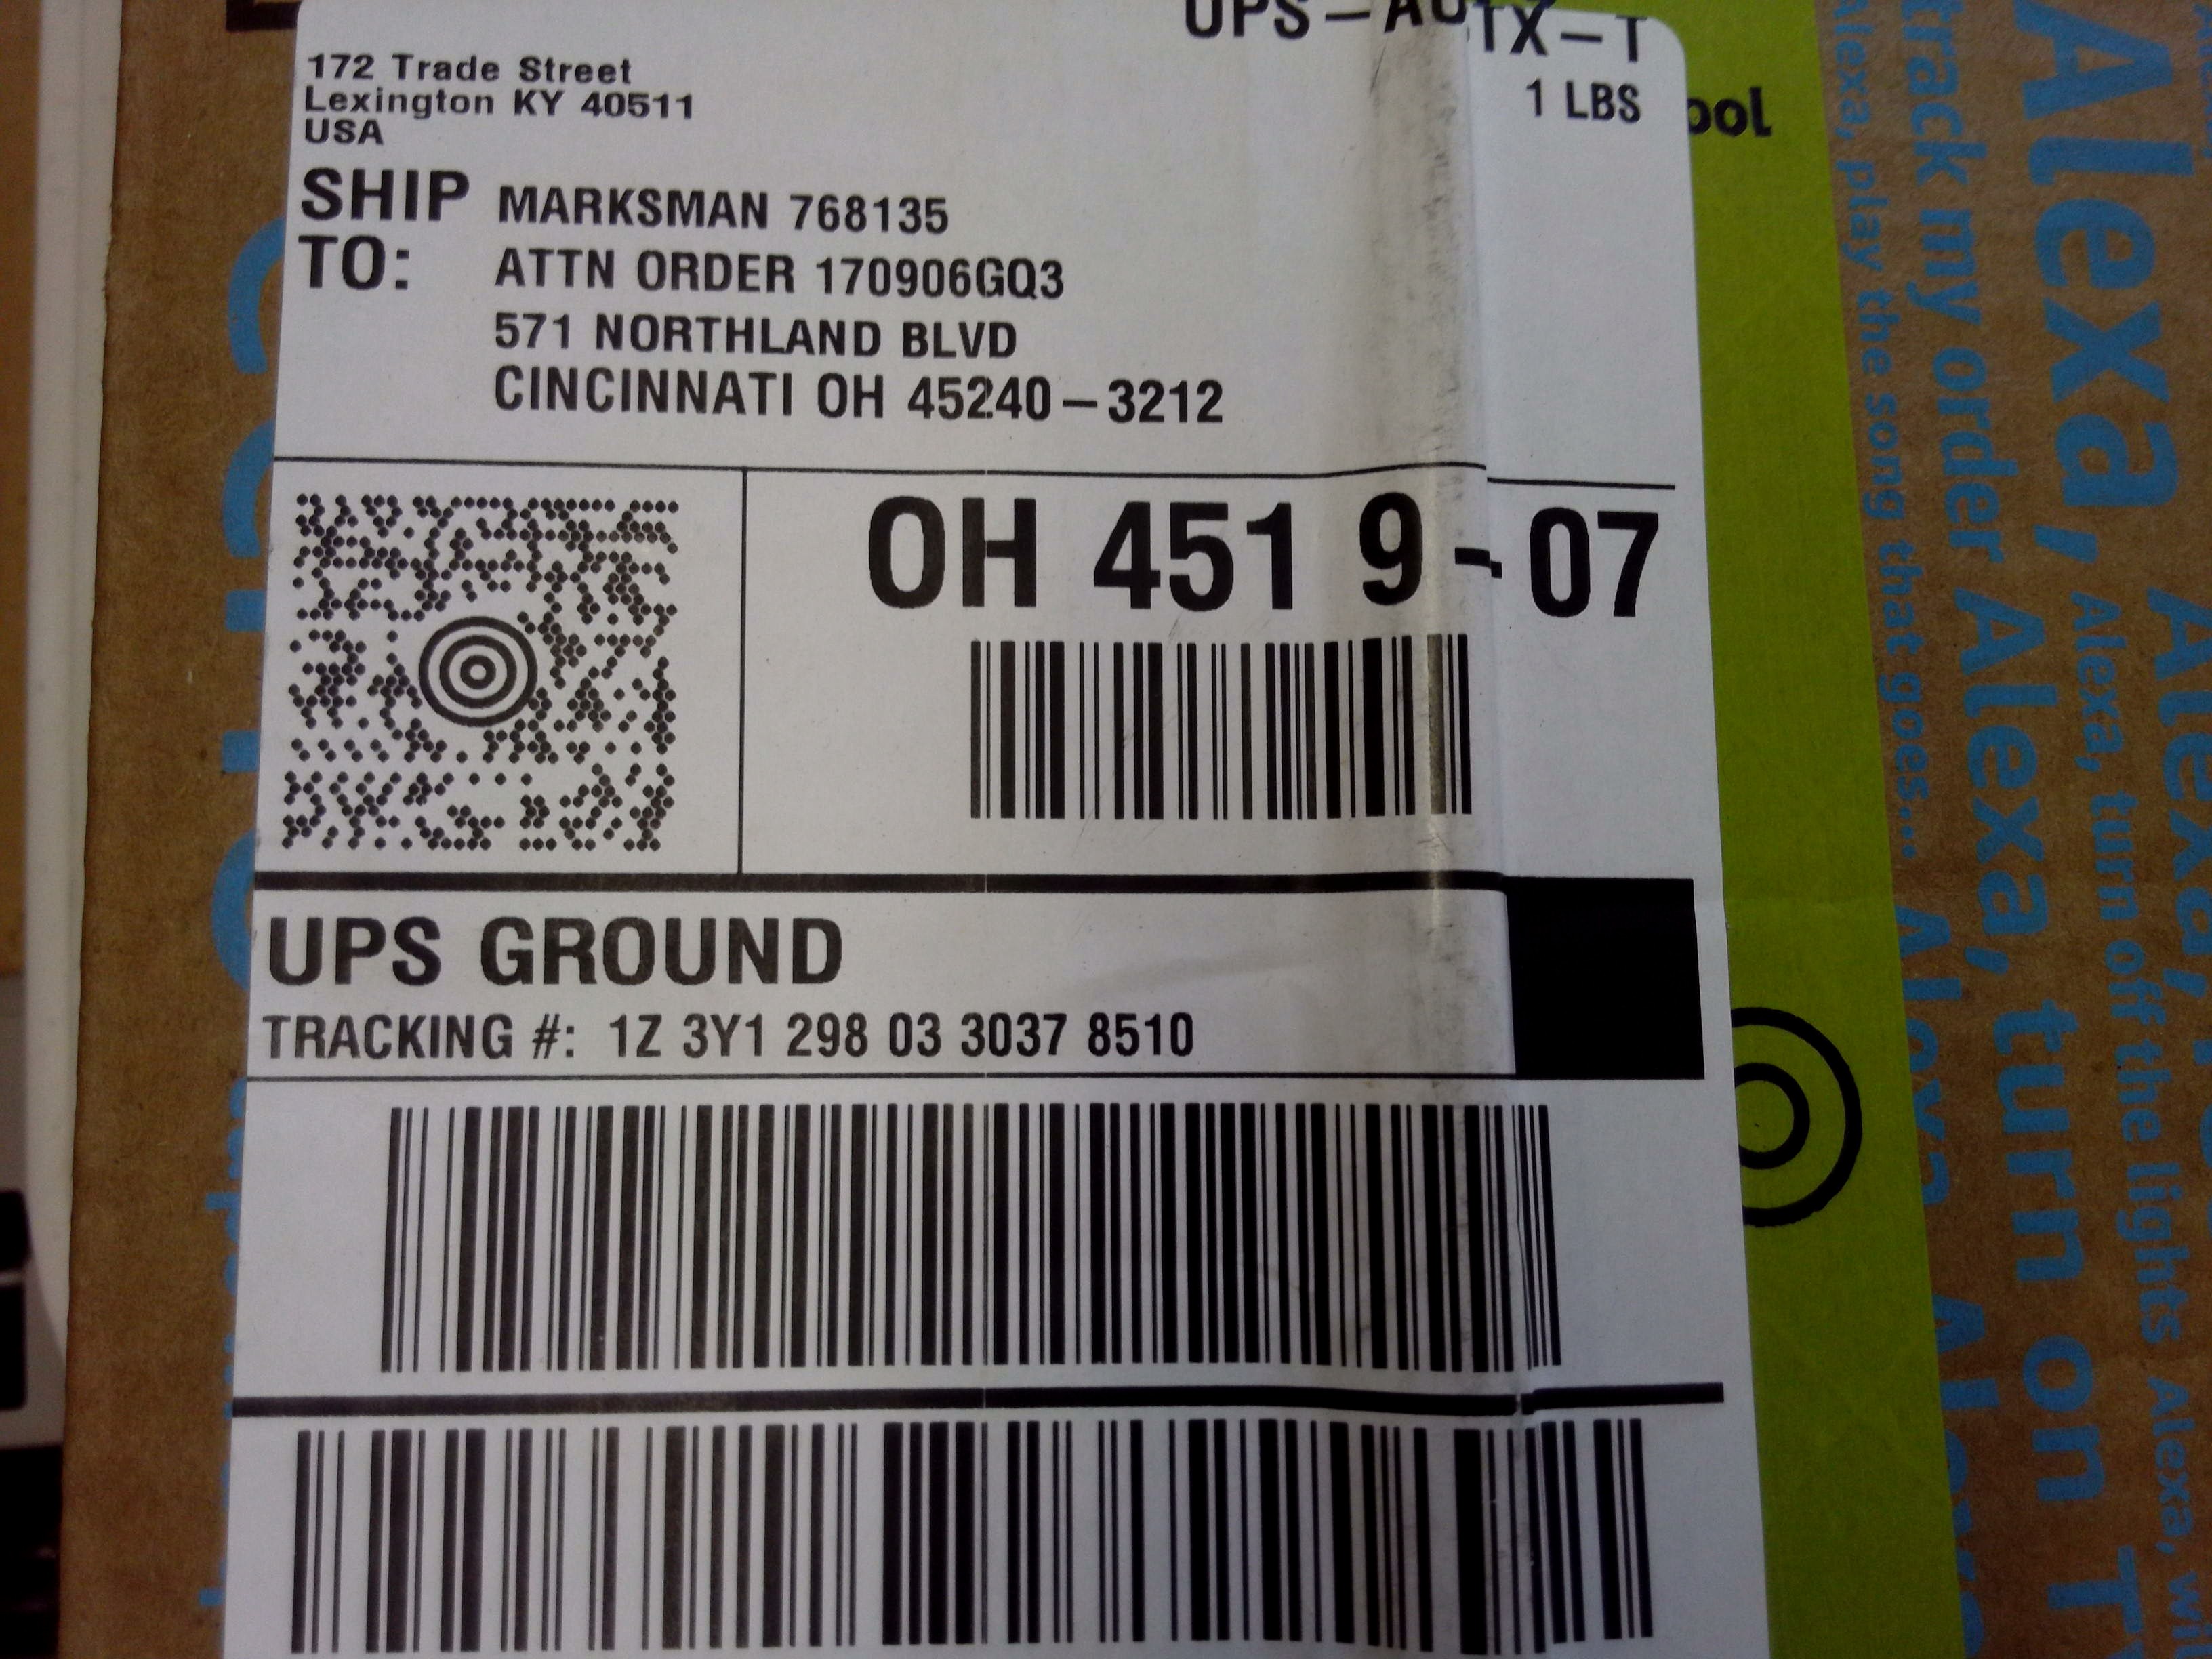 172 Trade Street
Lexington KY 40511
USA
1 LBS
SHIP TO:
MARKSMAN 768135
ATTN ORDER 170906GQ3
571 NORTHLAND BLVD
CINCINNATI OH 45240-3212
OH 451 9-07
UPS GROUND
TRACKING #: 1Z 3Y1 298 03 3037 8510
Alexa, play the song that goes...
track my order Alexa, turn on
Alexa, turn off the lights Alexa,
Alexa,